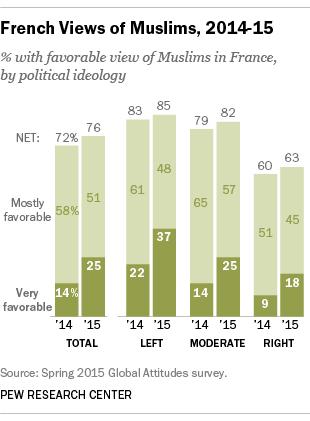 French Views of Muslims, 2014-15
% with favorable view of Muslims in France,
by political ideology
83 85
79 82
NET: 72% 76
60 63
Mostly
favorable
58% 51 61 48 65 57 51 45
Very
favorable
14% 25 22 37 14 25 9 18
'14 '15 '14 '15 '14 '15 '14 '15
TOTAL LEFT MODERATE RIGHT
Source: Spring 2015 Global Attitudes survey.
PEW RESEARCH CENTER